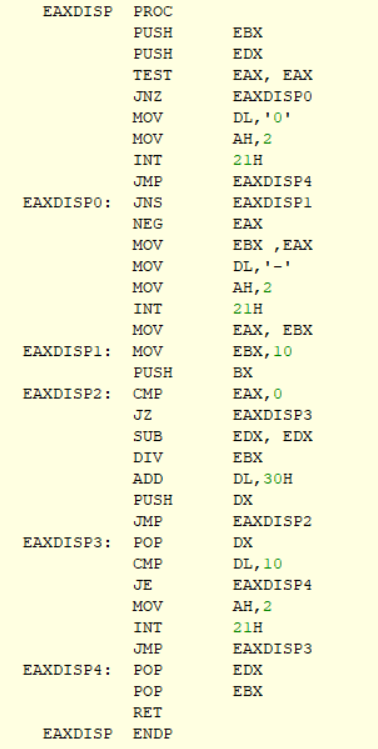 EAXDISP PROC
PUSH EBX
PUSH EDX
TEST EAX, EAX
JNZ EAXDISP0
MOV DL,'0'
MOV AH,2
INT 21H
JMP EAXDISP4
EAXDISP0: JNS EAXDISP1
NEG EAX
MOV EBX ,EAX
MOV DL,'-'
MOV AH,2
INT 21H
MOV EAX, EBX
EAXDISP1: MOV EBX,10
PUSH BX
EAXDISP2: CMP EAX,0
JZ EAXDISP3
SUB EDX, EDX
DIV EBX
ADD DL,30H
PUSH DX
JMP EAXDISP2
EAXDISP3: POP DX
CMP DL,10
JE EAXDISP4
MOV AH,2
INT 21H
JMP EAXDISP3
EAXDISP4: POP EDX
POP EBX
RET
EAXDISP ENDP